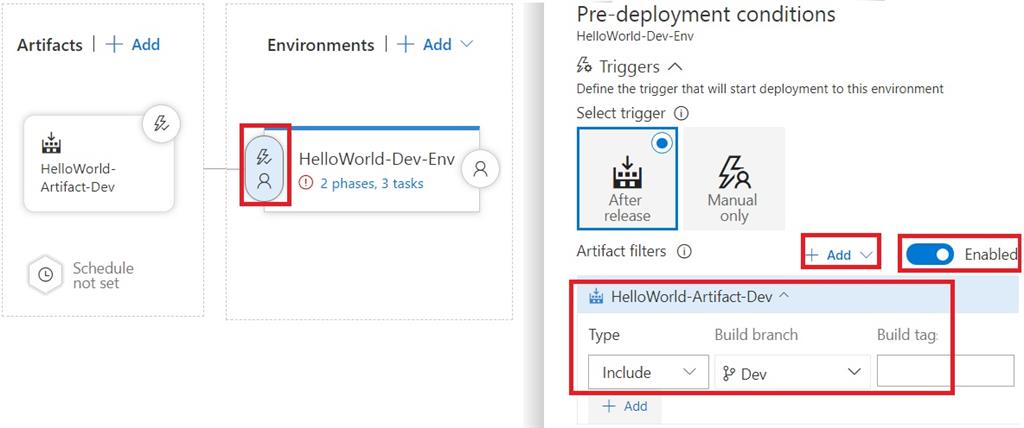 Artifacts | + Add
Environments | + Add
HelloWorld-
Artifact-Dev
HelloWorld-Dev-Env
2 phases, 3 tasks
Schedule
not set
Pre-deployment conditions
HelloWorld-Dev-Env
Triggers
Define the trigger that will start deployment to this environment
Select trigger
After
release
Manual
only
Artifact filters
+ Add
Enabled
HelloWorld-Artifact-Dev
Type
Build branch
Build tag
Include
Dev
+ Add